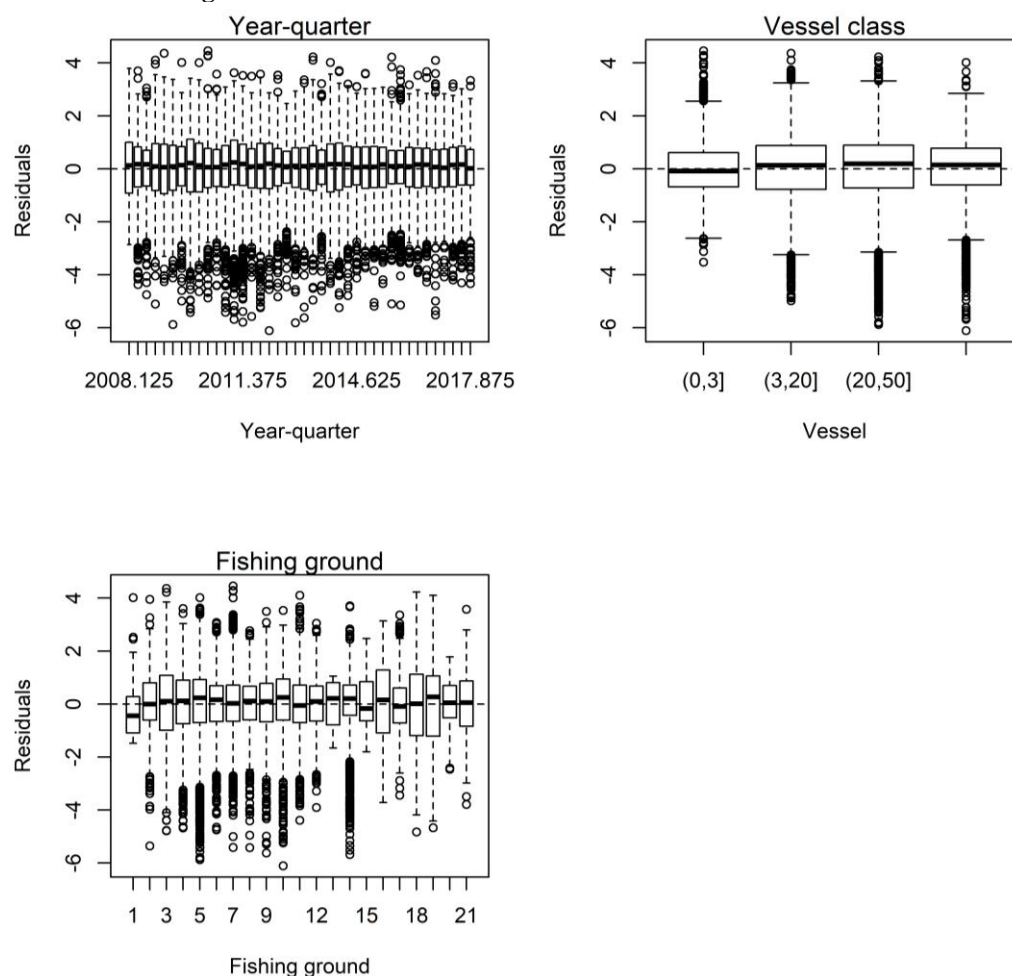 Year-quarter
Residuals
4
2
0
-2
-4
-6
2008.125 2011.375 2014.625 2017.875
Year-quarter
Vessel class
Residuals
4
2
0
-2
-4
-6
(0,3] (3,20] (20,50]
Vessel
Fishing ground
Residuals
4
2
0
-2
-4
-6
1 3 5 7 9 12 15 18 21
Fishing ground